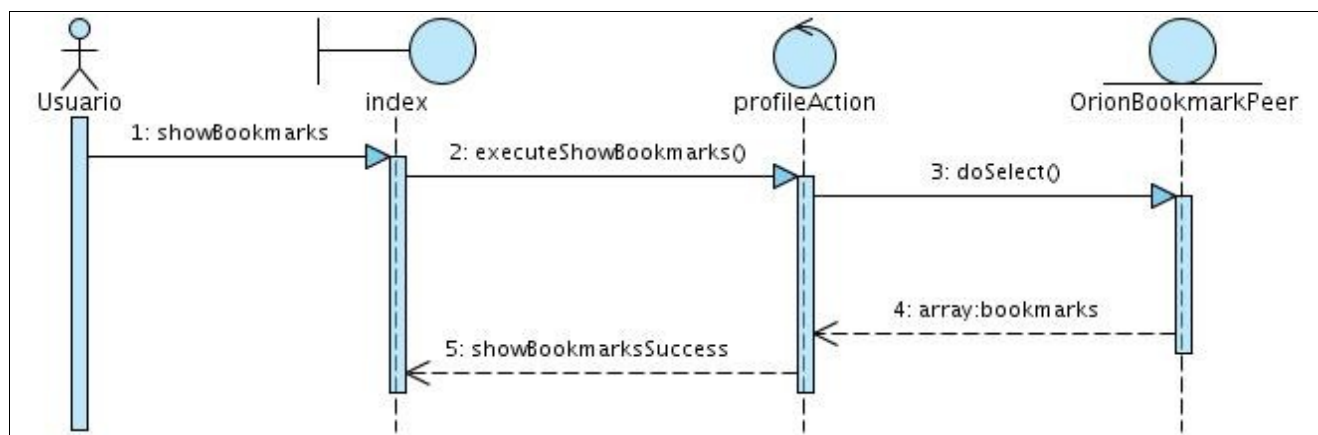 Usuario
index
profileAction
OrionBookmarkPeer
1: showBookmarks
2: executeShowBookmarks()
3: doSelect()
4: array:bookmarks
5: showBookmarksSuccess